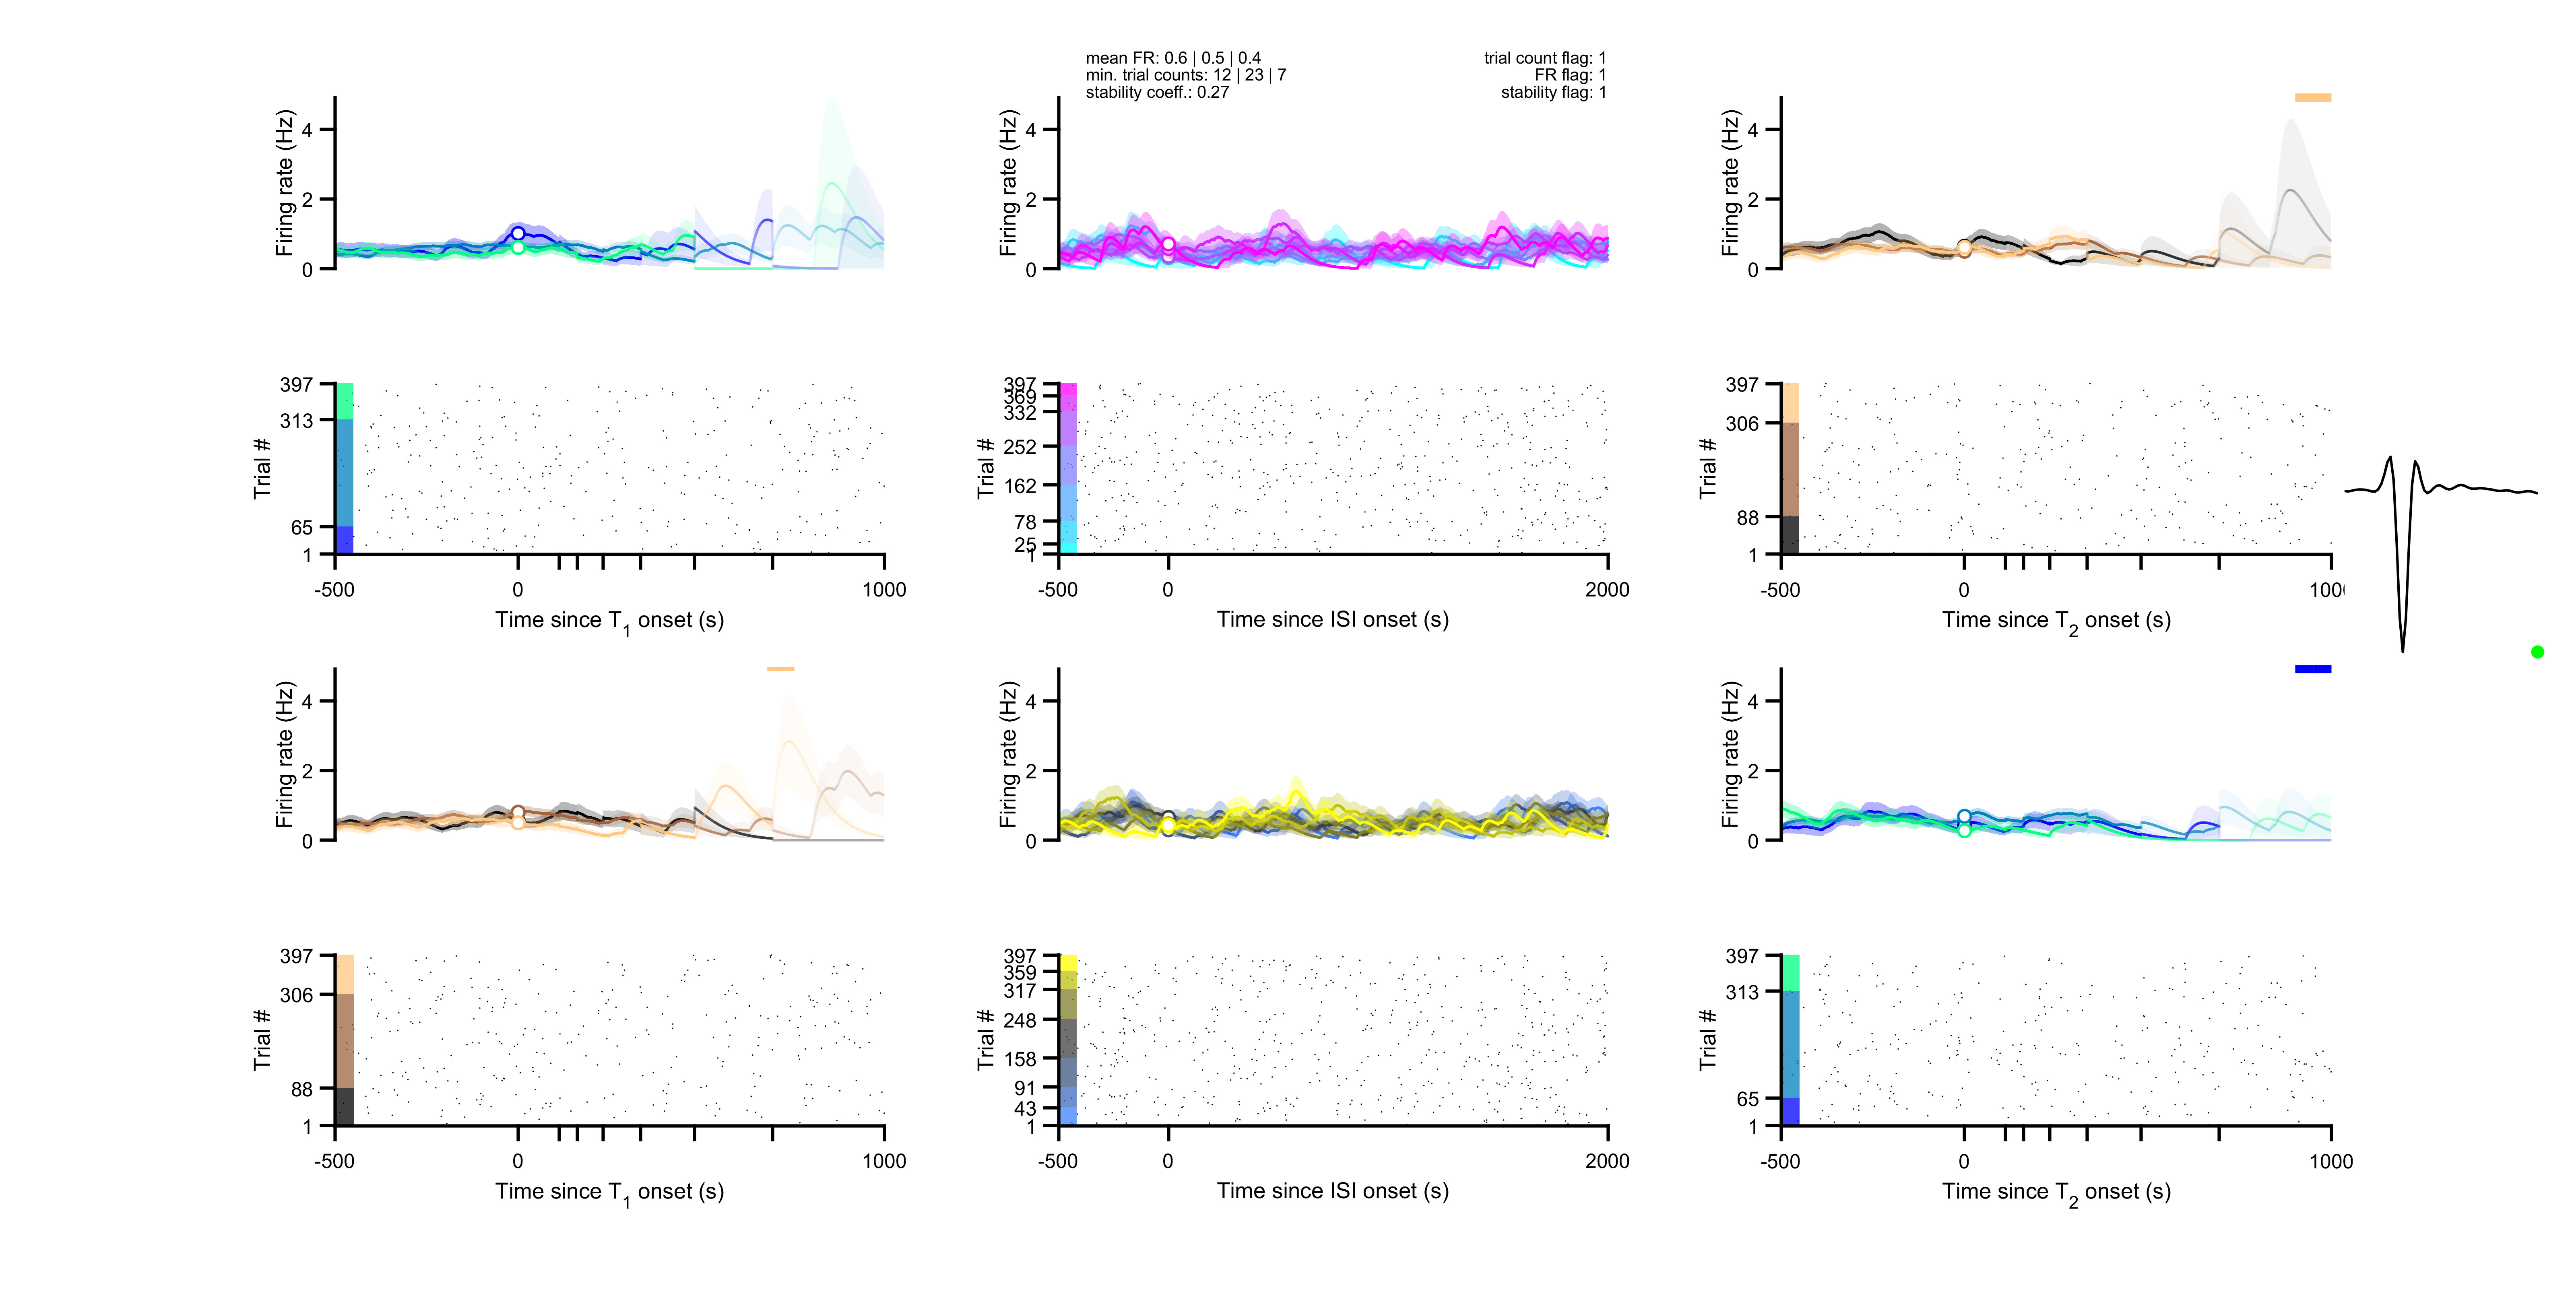 mean FR: 0.6 | 0.5 | 0.4
min. trial counts: 12 | 23 | 7
stability coeff.: 0.27
trial count flag: 1
FR flag: 1
stability flag: 1
Firing rate (Hz)
4
2
0
Firing rate (Hz)
4
2
0
Firing rate (Hz)
4
2
0
Trial #
397
313
65
1
-500
0
1000
Time since T1 onset (s)
Trial #
397
369
332
252
162
78
25
1
-500
0
2000
Time since ISI onset (s)
Trial #
397
306
88
1
-500
0
Time since T2 onset (s)
Firing rate (Hz)
4
2
0
Firing rate (Hz)
4
2
0
Firing rate (Hz)
4
2
0
Trial #
397
306
88
1
-500
0
1000
Time since T1 onset (s)
Trial #
397
359
317
248
158
91
43
1
-500
0
2000
Time since ISI onset (s)
Trial #
397
313
65
1
-500
0
1000
Time since T2 onset (s)